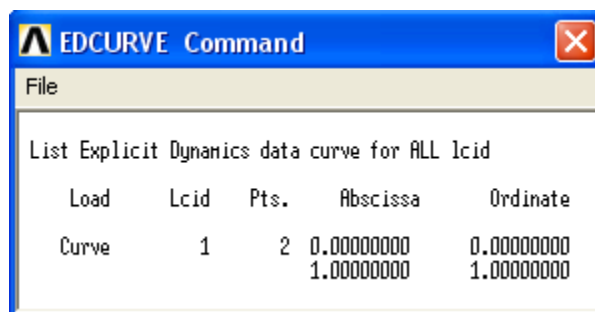 EDCURVE Command
File
List Explicit Dynamics data curve for ALL lcid
Load Lcid Pts. Abscissa Ordinate
Curve 1 2 0.00000000 0.00000000
1.00000000 1.00000000